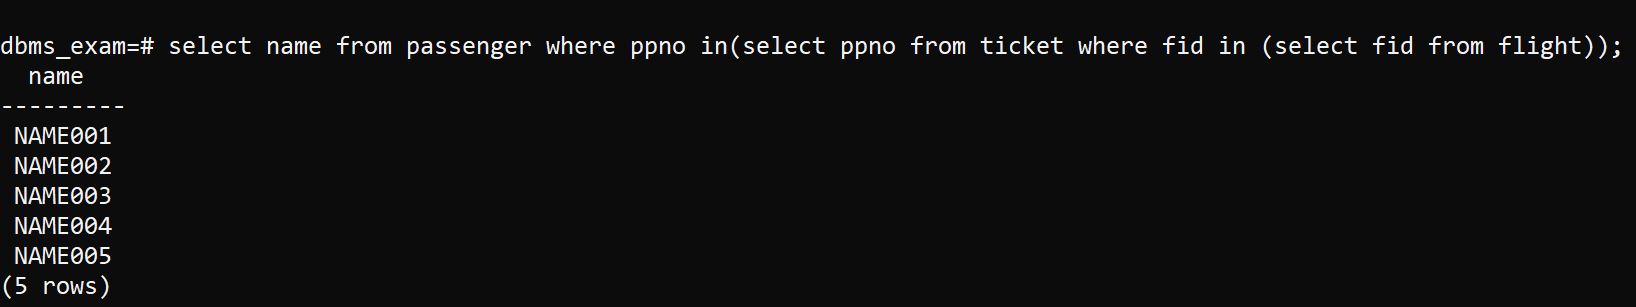 dbms_exam=# select name from passenger where ppno in(select ppno from ticket where fid in (select fid from flight));
  name
---------
 NAME001
 NAME002
 NAME003
 NAME004
 NAME005
(5 rows)